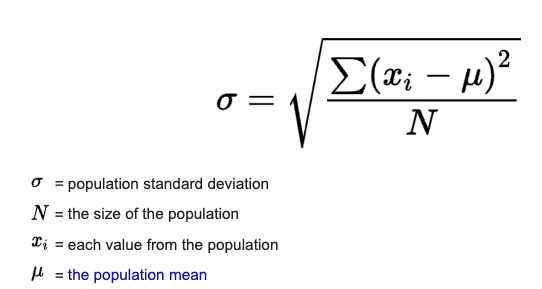 σ = √(∑(xᵢ − μ)² / N)
σ = population standard deviation
N = the size of the population
xᵢ = each value from the population
μ = the population mean